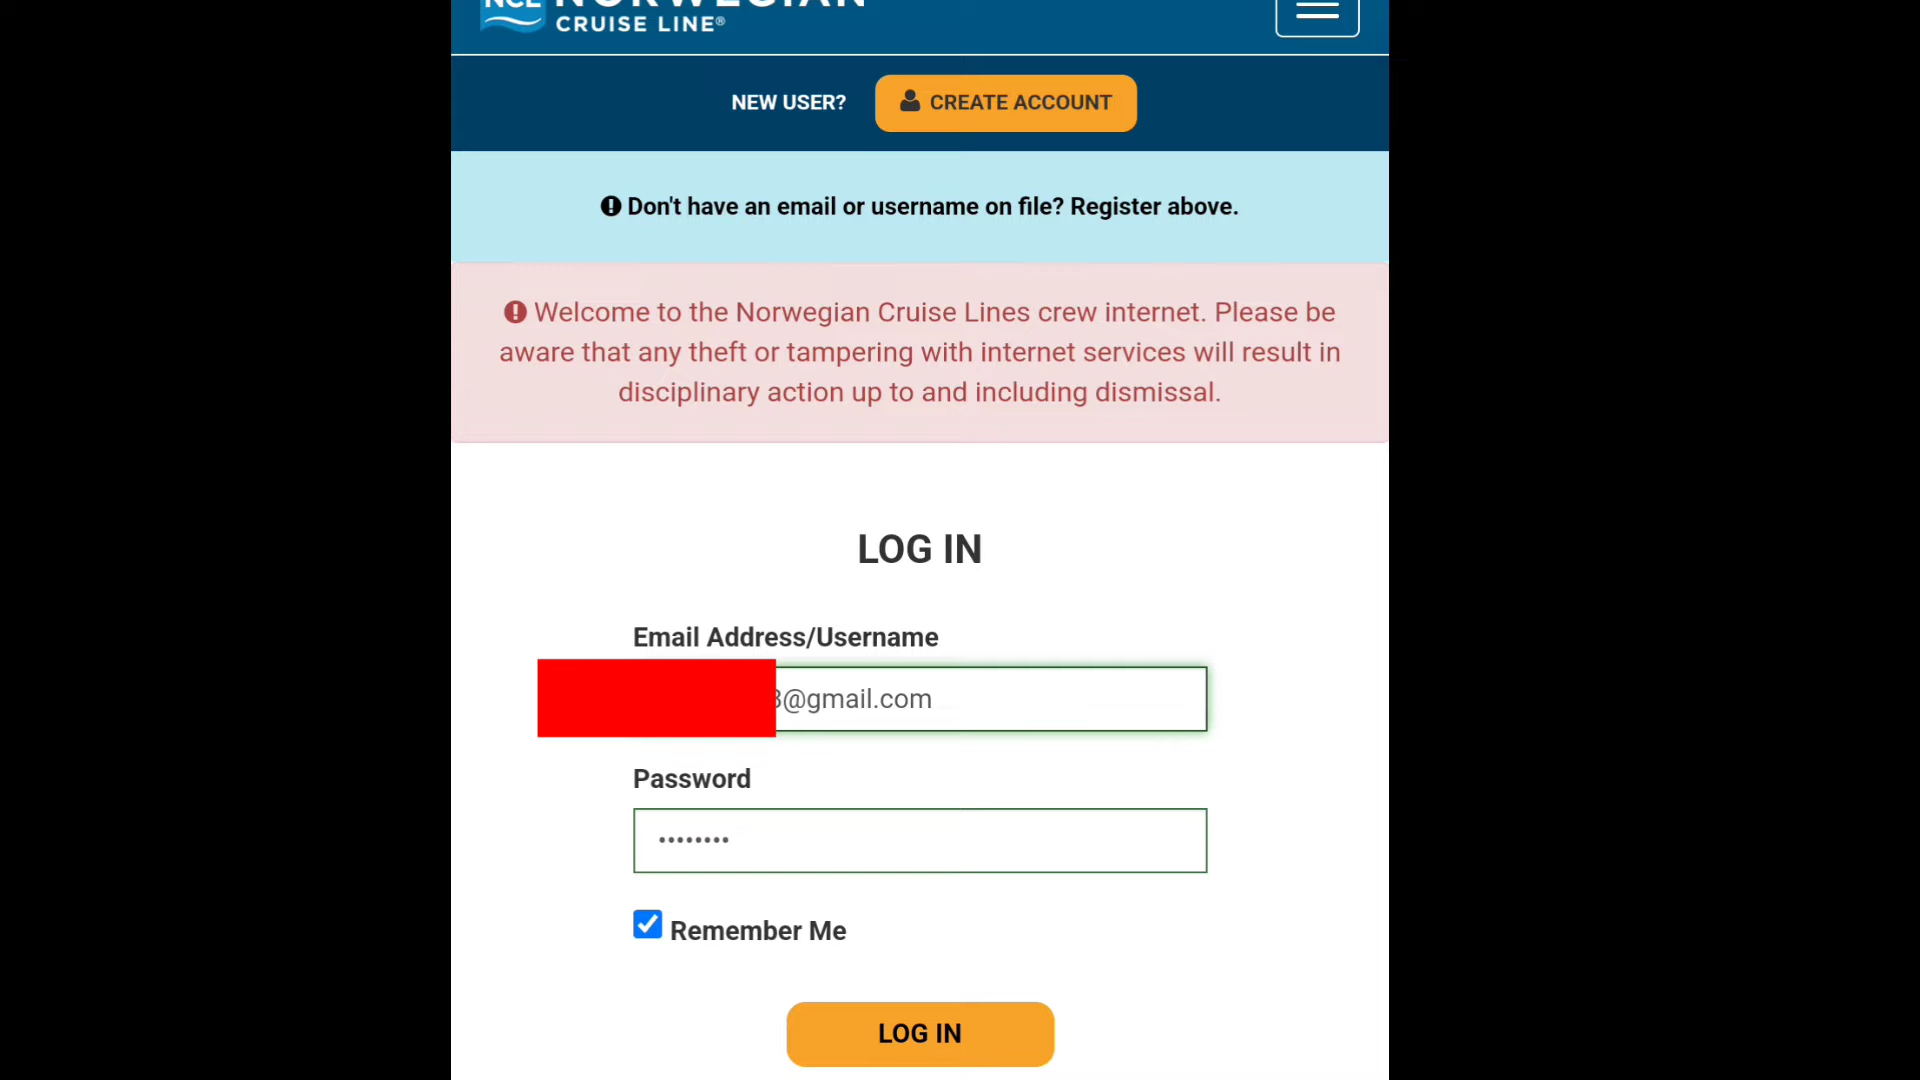 NCL NORWEGIAN
CRUISE LINE®
NEW USER? CREATE ACCOUNT
Don't have an email or username on file? Register above.
Welcome to the Norwegian Cruise Lines crew internet. Please be
aware that any theft or tampering with internet services will result in
disciplinary action up to and including dismissal.
LOG IN
Email Address/Username
@gmail.com
Password
••••••••
Remember Me
LOG IN